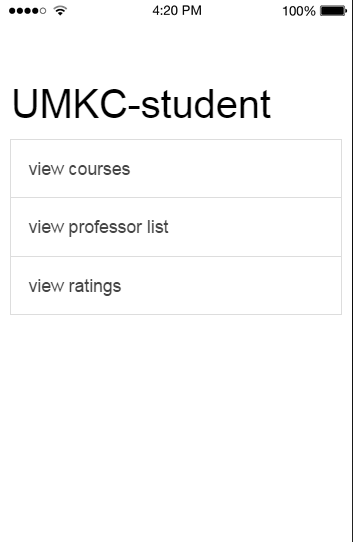 4:20 PM 100%
UMKC-student
view courses
view professor list
view ratings